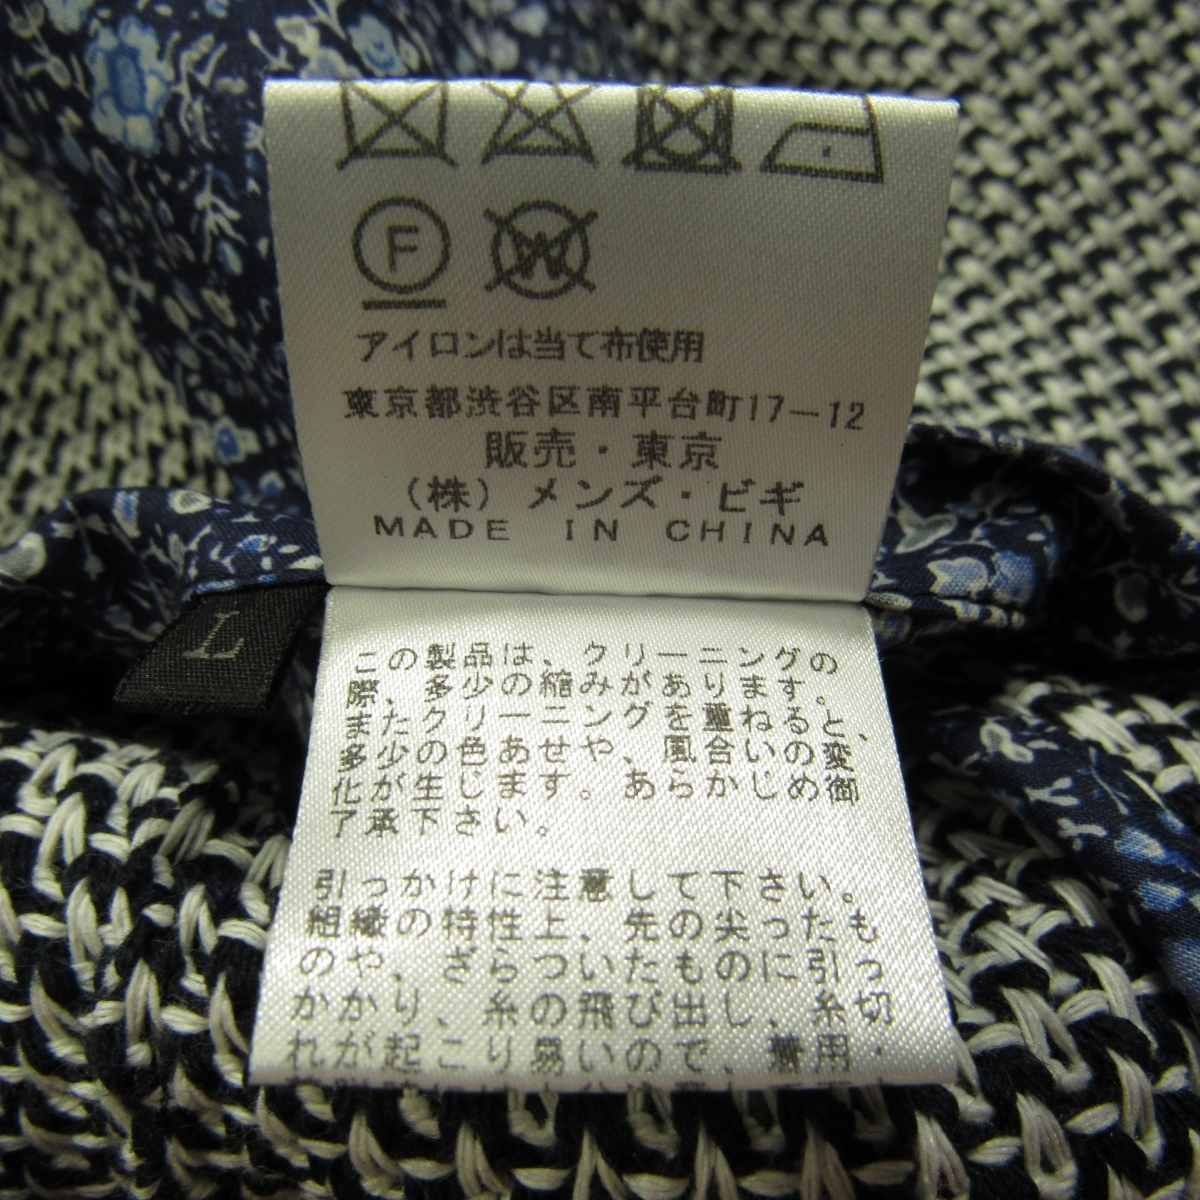 F
W
アイロンは当て布使用
東京都渋谷区南平台町17-12
販売・東京
（株）メンズ・ビギ
MADE IN CHINA
L
この製品は、クリーニングの
際、多少の縮みがあります。
またクリーニングを重ねると、
多少の色あせや、風合いの変
化が生じます。あらかじめ御
了承下さい。
引っかけに注意して下さい。
組織の特性上、先の尖ったも
のや、ざらついたものに引っ
かかり、糸の飛び出し、糸切
れが起こり易いので、着用・